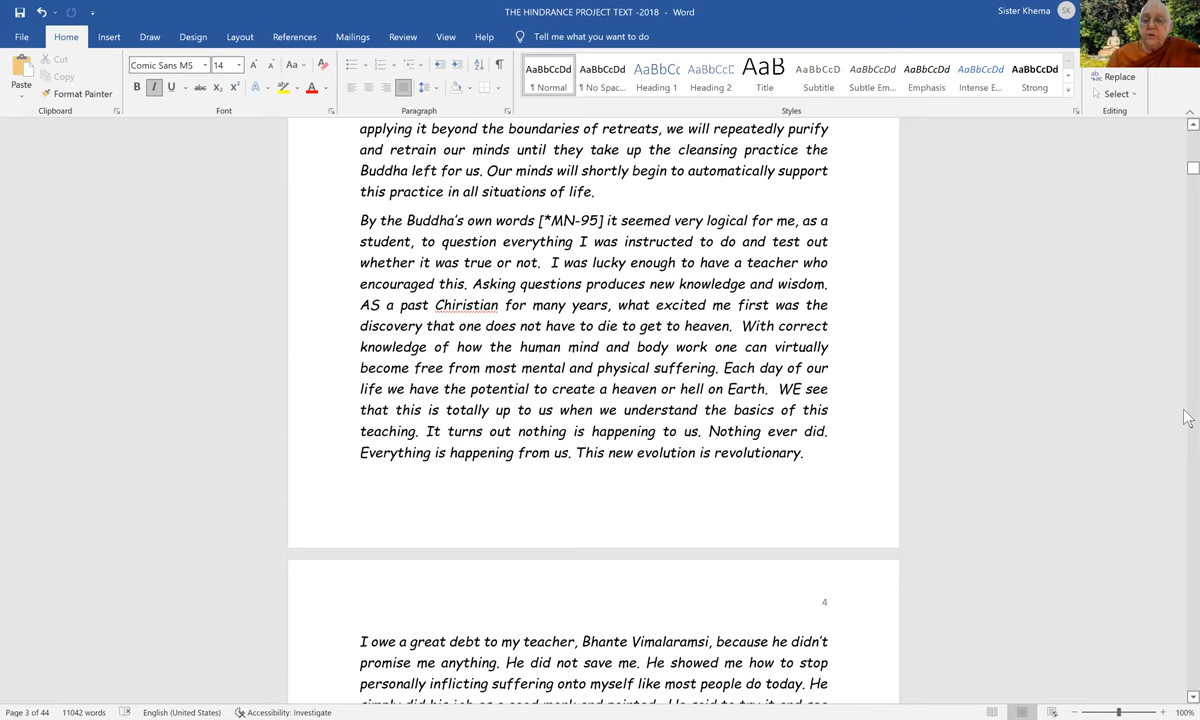 THE HINDRANCE PROJECT TEXT -2018 - Word
Sister Khema
SK
File Home Insert Draw Design Layout References Mailings Review View Help Tell me what you want to do
Paste
Cut
Copy
Format Painter
Clipboard
Comic Sans MS 14
Font
Paragraph
AaBbCcDd AaBbCcDd AaBbCc AaBbCcD AaB AaBbCcD AaBbCcDd AaBbCcDd AaBbCcDd AaBbCcDd
¶ Normal ¶ No Spac... Heading 1 Heading 2 Title Subtitle Subtle Em... Emphasis Intense E... Strong
Styles
Replace
Select
Editing
applying it beyond the boundaries of retreats, we will repeatedly purify
and retrain our minds until they take up the cleansing practice the
Buddha left for us. Our minds will shortly begin to automatically support
this practice in all situations of life.
By the Buddha's own words [*MN-95] it seemed very logical for me, as a
student, to question everything I was instructed to do and test out
whether it was true or not. I was lucky enough to have a teacher who
encouraged this. Asking questions produces new knowledge and wisdom.
AS a past Chiristian for many years, what excited me first was the
discovery that one does not have to die to get to heaven. With correct
knowledge of how the human mind and body work one can virtually
become free from most mental and physical suffering. Each day of our
life we have the potential to create a heaven or hell on Earth. WE see
that this is totally up to us when we understand the basics of this
teaching. It turns out nothing is happening to us. Nothing ever did.
Everything is happening from us. This new evolution is revolutionary.
4
I owe a great debt to my teacher, Bhante Vimalaramsi, because he didn't
promise me anything. He did not save me. He showed me how to stop
personally inflicting suffering onto myself like most people do today. He
Page 3 of 44 11042 words English (United States) Accessibility: Investigate 100%